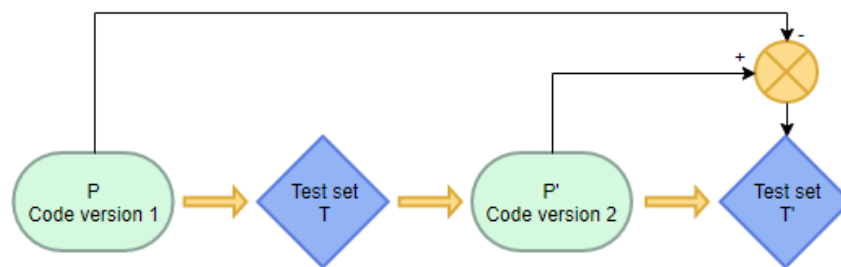 -
+
P
Code version 1
Test set
T
P'
Code version 2
Test set
T'